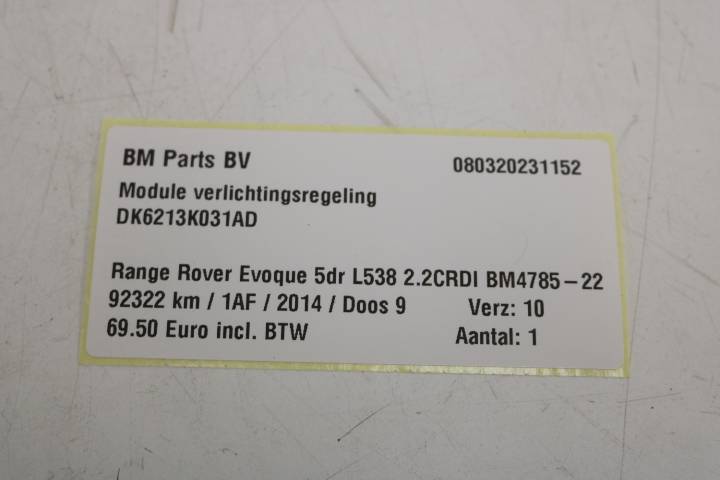 BM Parts BV 080320231152
Module verlichtingsregeling
DK6213K031AD
Range Rover Evoque 5dr L538 2.2CRDI BM4785-22
92322 km / 1AF / 2014 / Doos 9 Verz: 10
69.50 Euro incl. BTW Aantal: 1